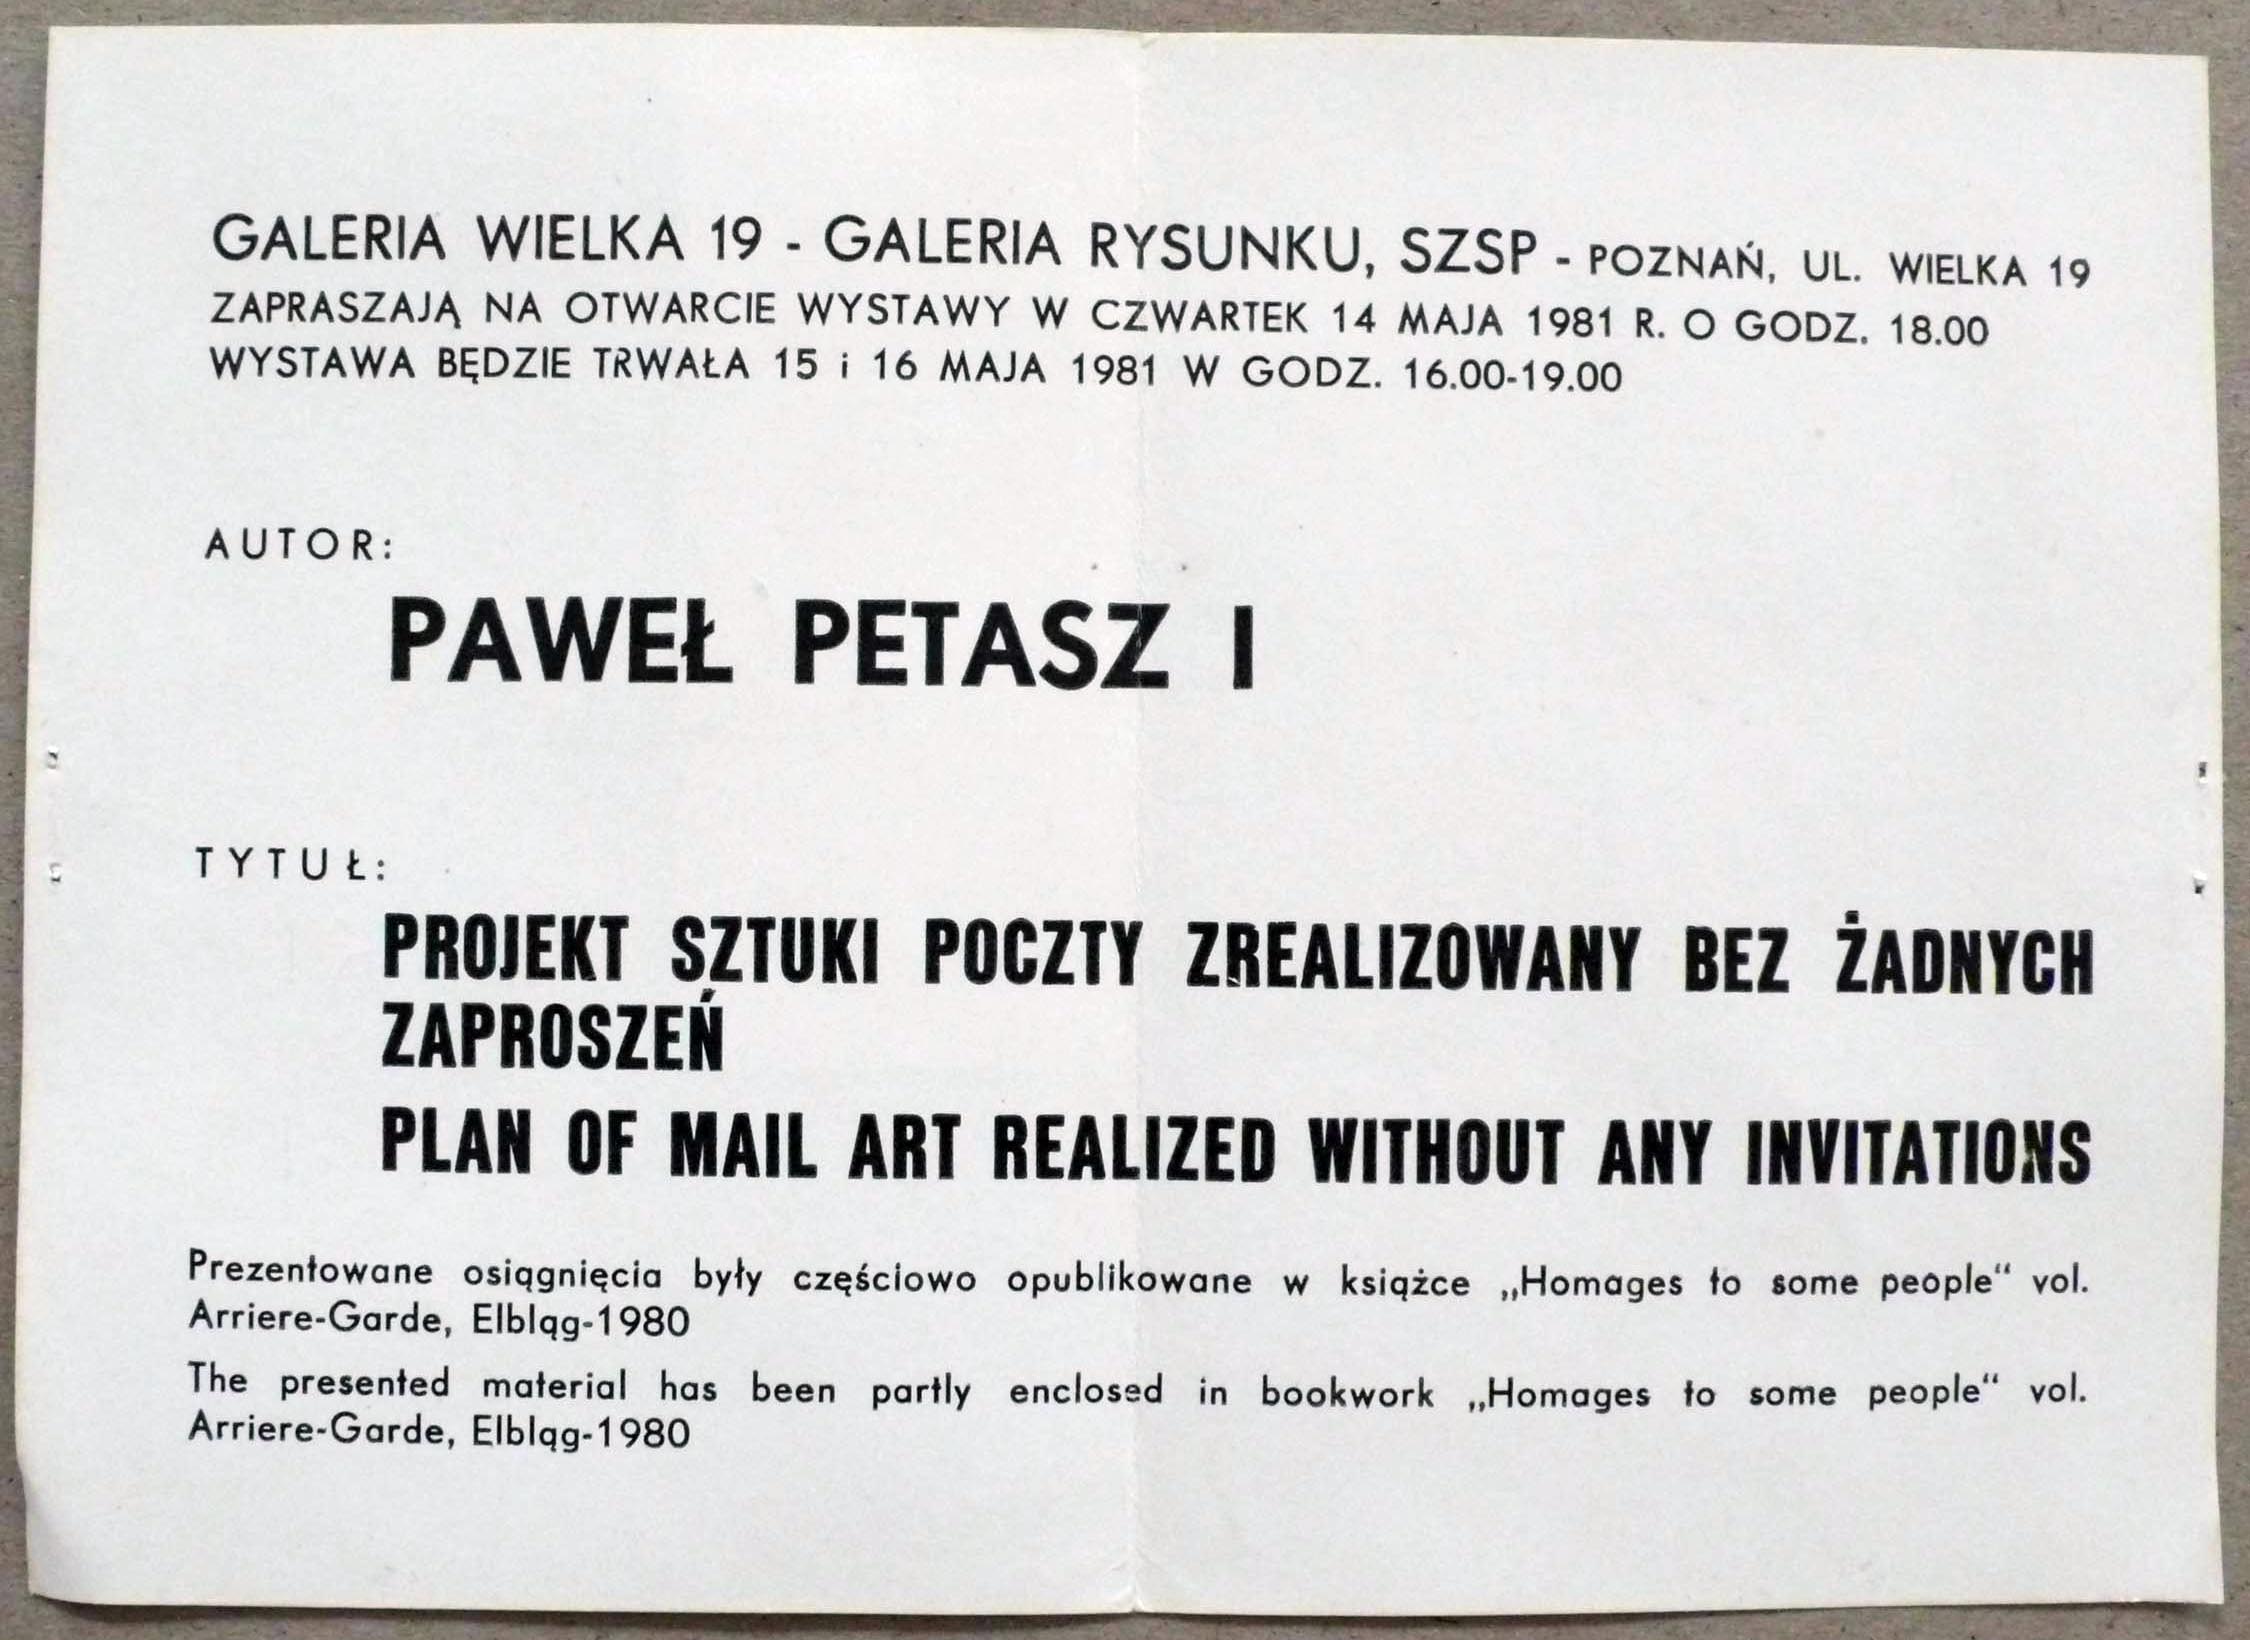 GALERIA WIELKA 19 - GALERIA RYSUNKU, SZSP - POZNAŃ, UL. WIELKA 19
ZAPRASZAJĄ NA OTWARCIE WYSTAWY W CZWARTEK 14 MAJA 1981 R. O GODZ. 18.00
WYSTAWA BĘDZIE TRWAŁA 15 i 16 MAJA 1981 W GODZ. 16.00-19.00
AUTOR:
PAWEŁ PETASZ I
TYTUŁ:
PROJEKT SZTUKI POCZTY ZREALIZOWANY BEZ ŻADNYCH
ZAPROSZEŃ
PLAN OF MAIL ART REALIZED WITHOUT ANY INVITATIONS
Prezentowane osiągnięcia były częściowo opublikowane w książce „Homages to some people“ vol.
Arriere-Garde, Elbląg-1980
The presented material has been partly enclosed in bookwork „Homages to some people“ vol.
Arriere-Garde, Elbląg-1980